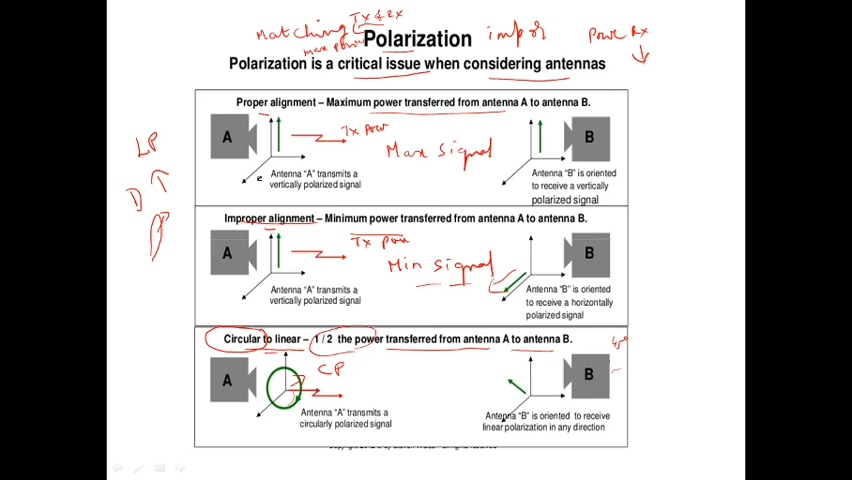 Tx & Rx
Matching Polarization
max power
Power Rx
Polarization is a critical issue when considering antennas
Proper alignment – Maximum power transferred from antenna A to antenna B.
A
Tx
Max Signal
B
LP
Antenna “A” transmits a
vertically polarized signal
Antenna “B” is oriented
to receive a vertically
polarized signal
Improper alignment – Minimum power transferred from antenna A to antenna B.
A
Tx
Min Signal
B
Antenna “A” transmits a
vertically polarized signal
Antenna “B” is oriented
to receive a horizontally
polarized signal
Circular to linear – 1 / 2 the power transferred from antenna A to antenna B.
45°
A
CP
B
Antenna “A” transmits a
circularly polarized signal
Antenna “B” is oriented to receive
linear polarization in any direction